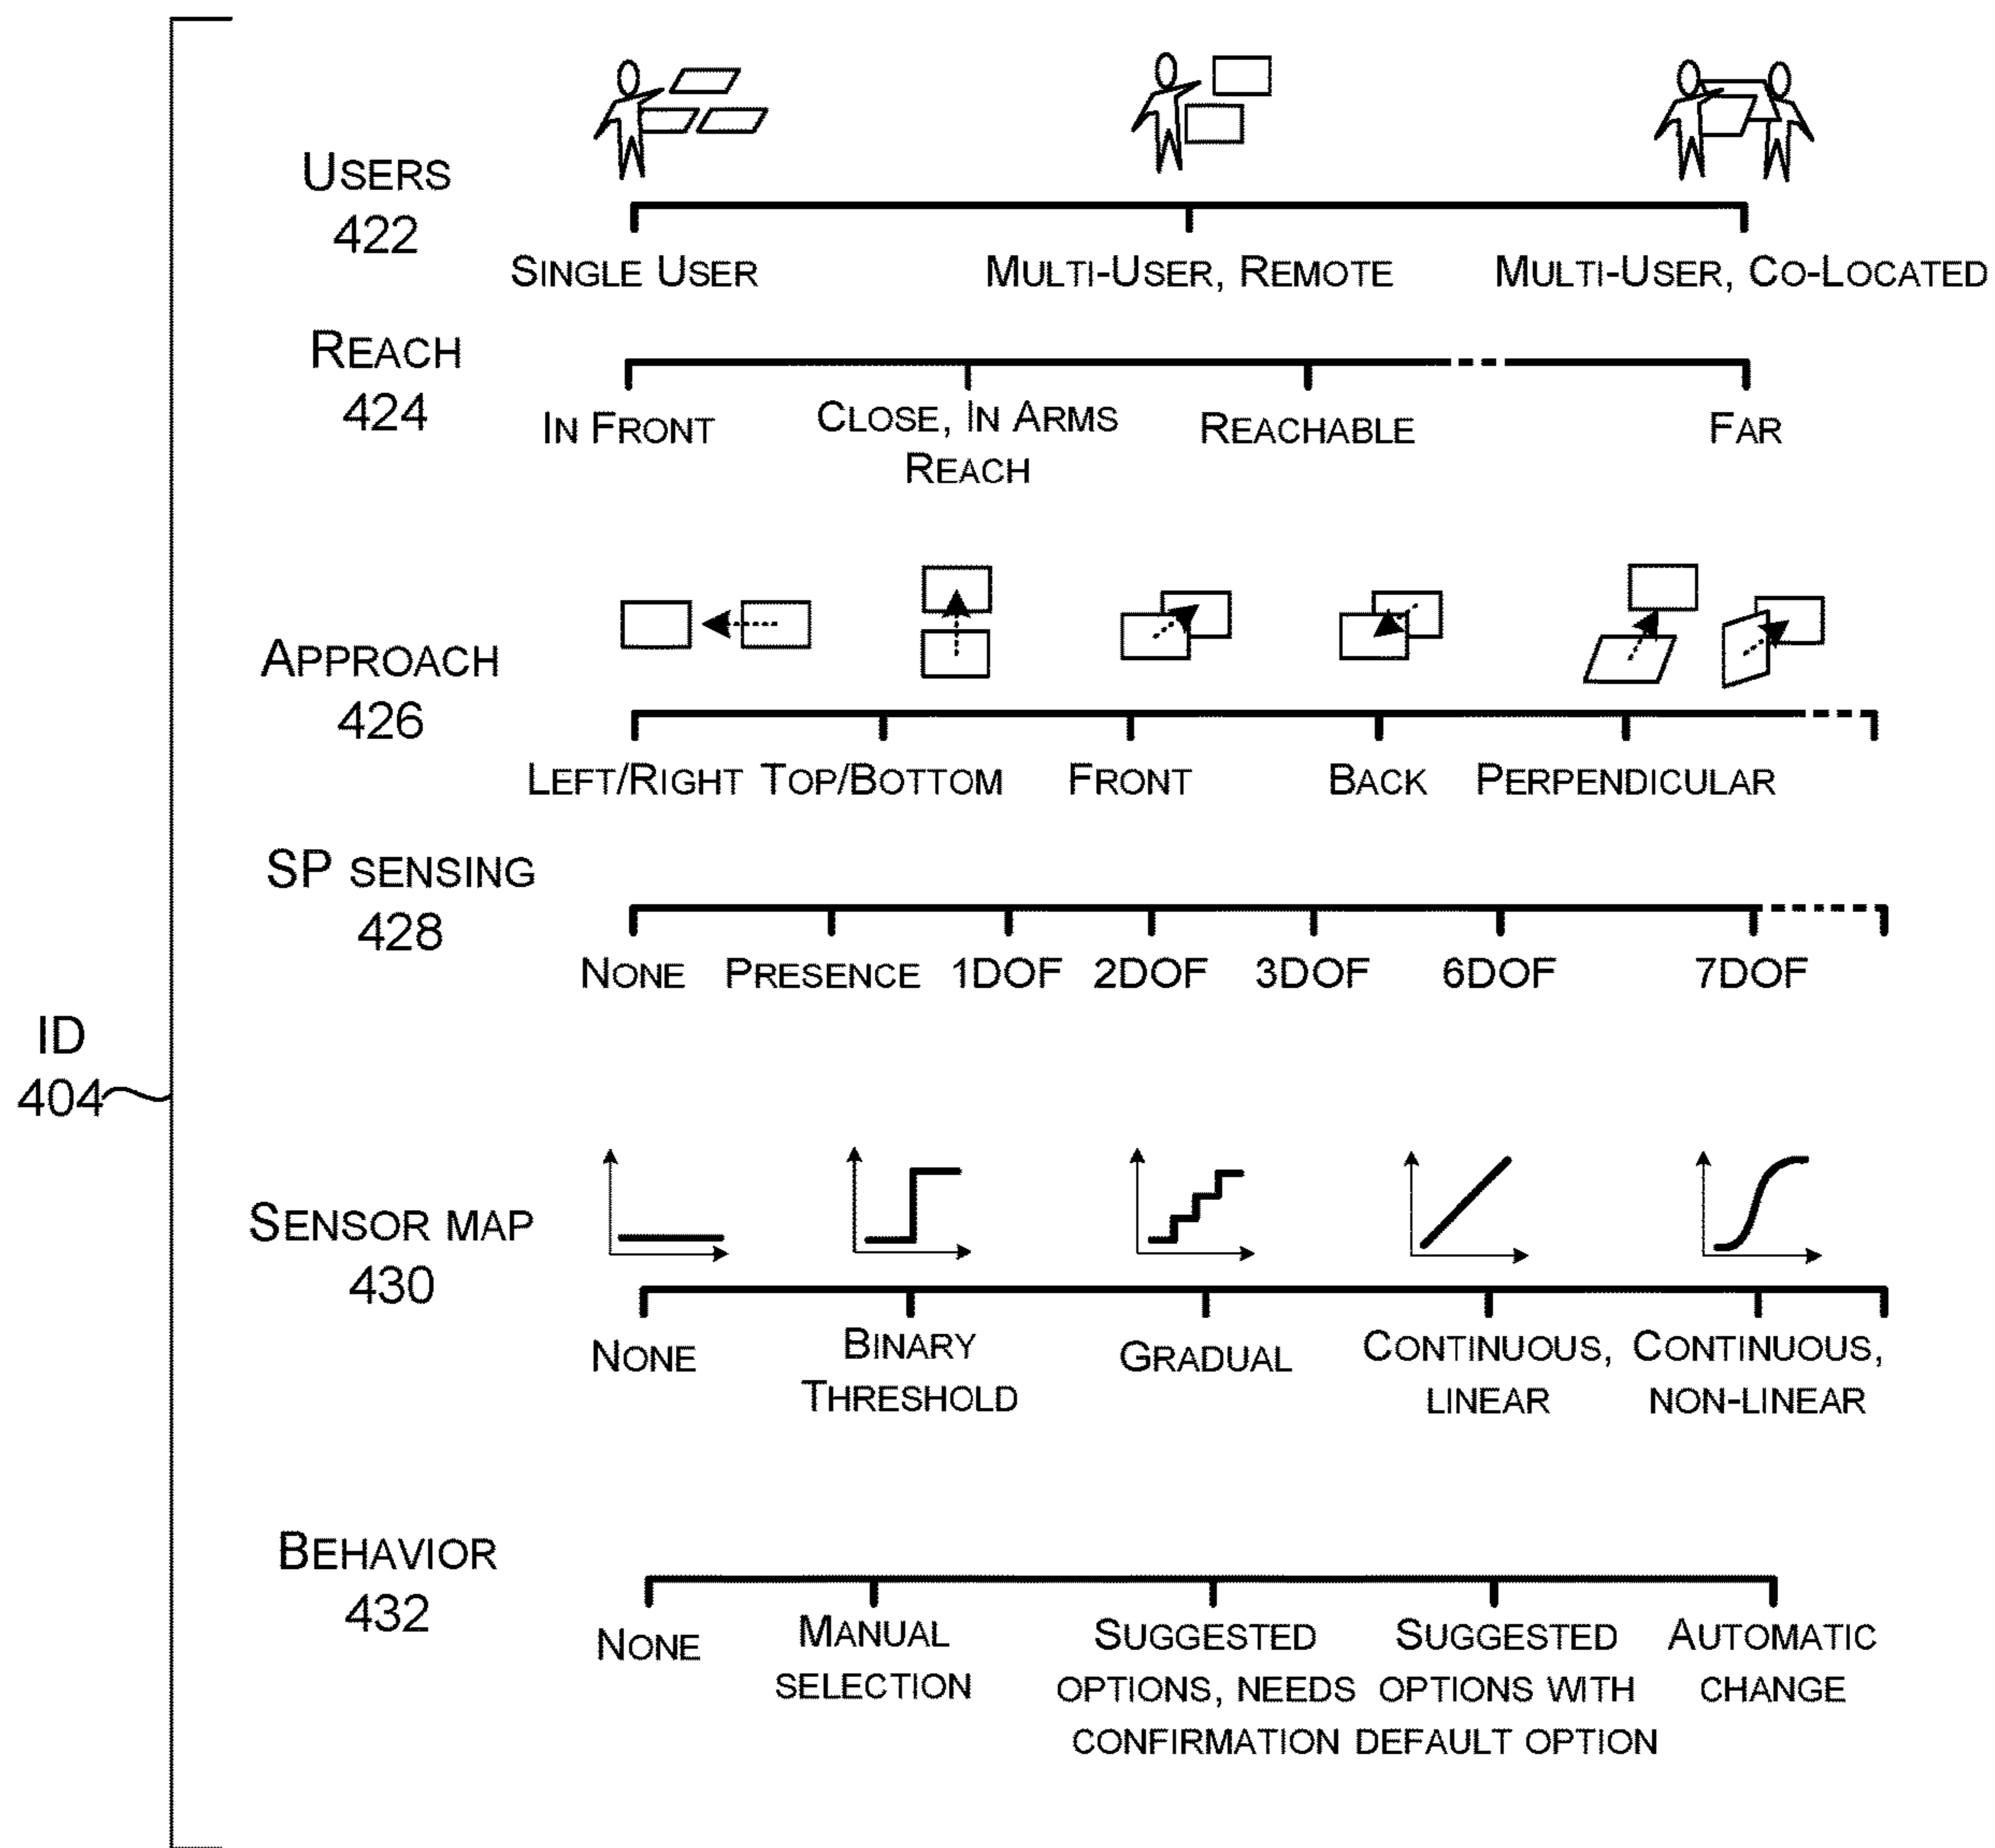 USERS
422
SINGLE USER MULTI-USER, REMOTE MULTI-USER, CO-LOCATED
REACH
424
IN FRONT CLOSE, IN ARMS REACHABLE FAR
REACH
APPROACH
426
LEFT/RIGHT TOP/BOTTOM FRONT BACK PERPENDICULAR
SP SENSING
428
NONE PRESENCE 1DOF 2DOF 3DOF 6DOF 7DOF
ID
404
SENSOR MAP
430
NONE BINARY GRADUAL CONTINUOUS, CONTINUOUS,
THRESHOLD LINEAR NON-LINEAR
BEHAVIOR
432
NONE MANUAL SUGGESTED SUGGESTED AUTOMATIC
SELECTION OPTIONS, NEEDS OPTIONS WITH CHANGE
CONFIRMATION DEFAULT OPTION